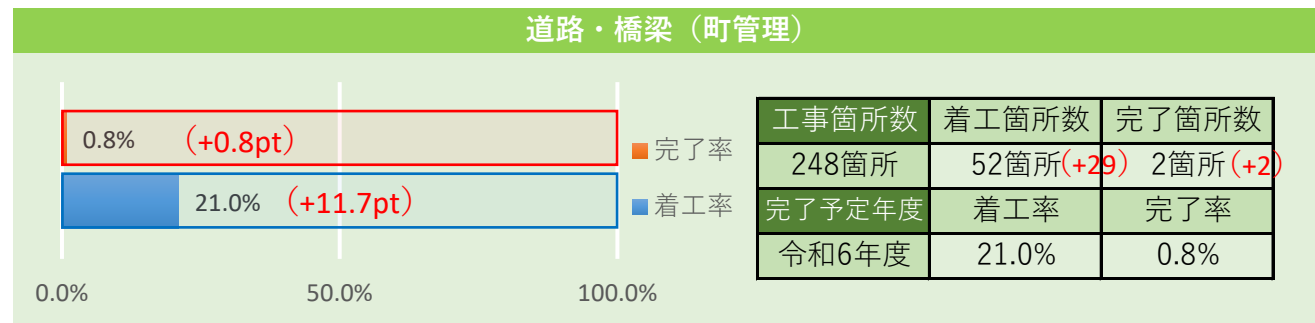 道路・橋梁（町管理）
0.8% （+0.8pt）
21.0% （+11.7pt）
0.0% 50.0% 100.0%
完了率
着工率
工事箇所数 着工箇所数 完了箇所数
248箇所 52箇所（+29） 2箇所（+2）
完了予定年度 着工率 完了率
令和6年度 21.0% 0.8%